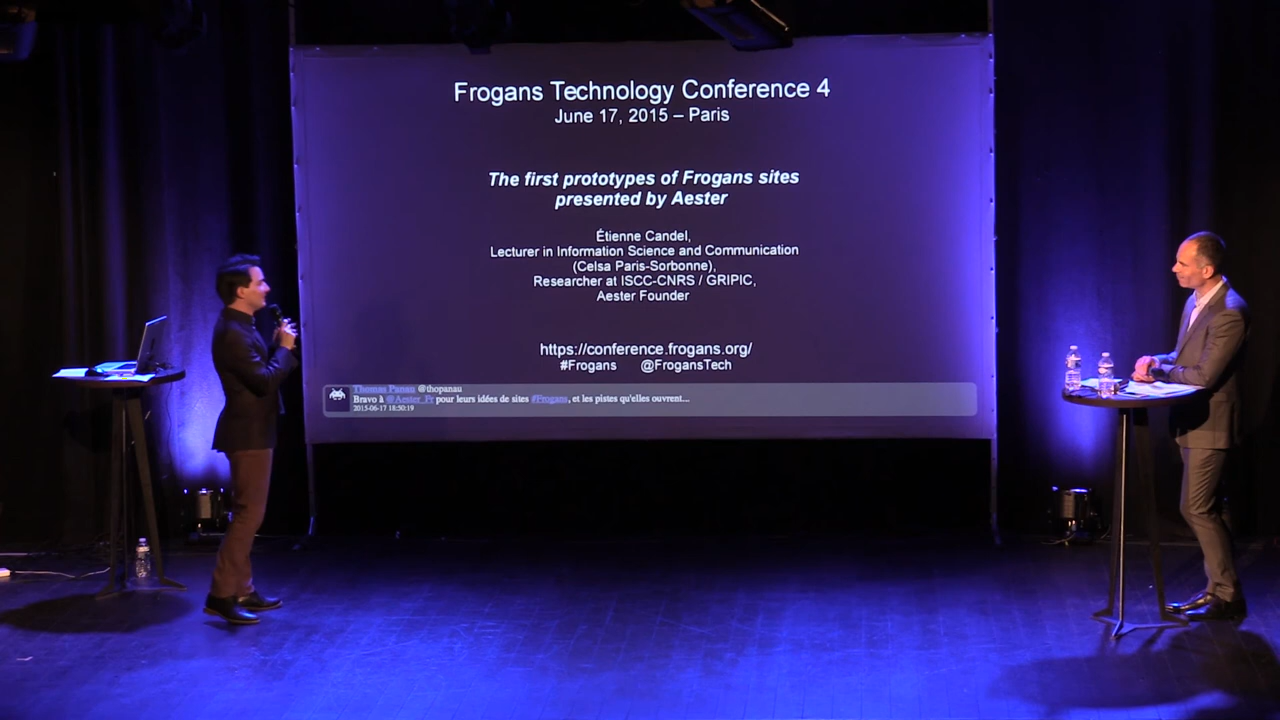 Frogans Technology Conference 4
June 17, 2015 – Paris
The first prototypes of Frogans sites
presented by Aester
Étienne Candel,
Lecturer in Information Science and Communication
(Celsa Paris-Sorbonne),
Researcher at ISCC-CNRS / GRIPIC,
Aester Founder
https://conference.frogans.org/
#Frogans @FrogansTech
Thomas Panau @thopanau
Bravo à @Aester_Fr pour leurs idées de sites #Frogans, et les pistes qu'elles ouvrent...
2015-06-17 18:50:19